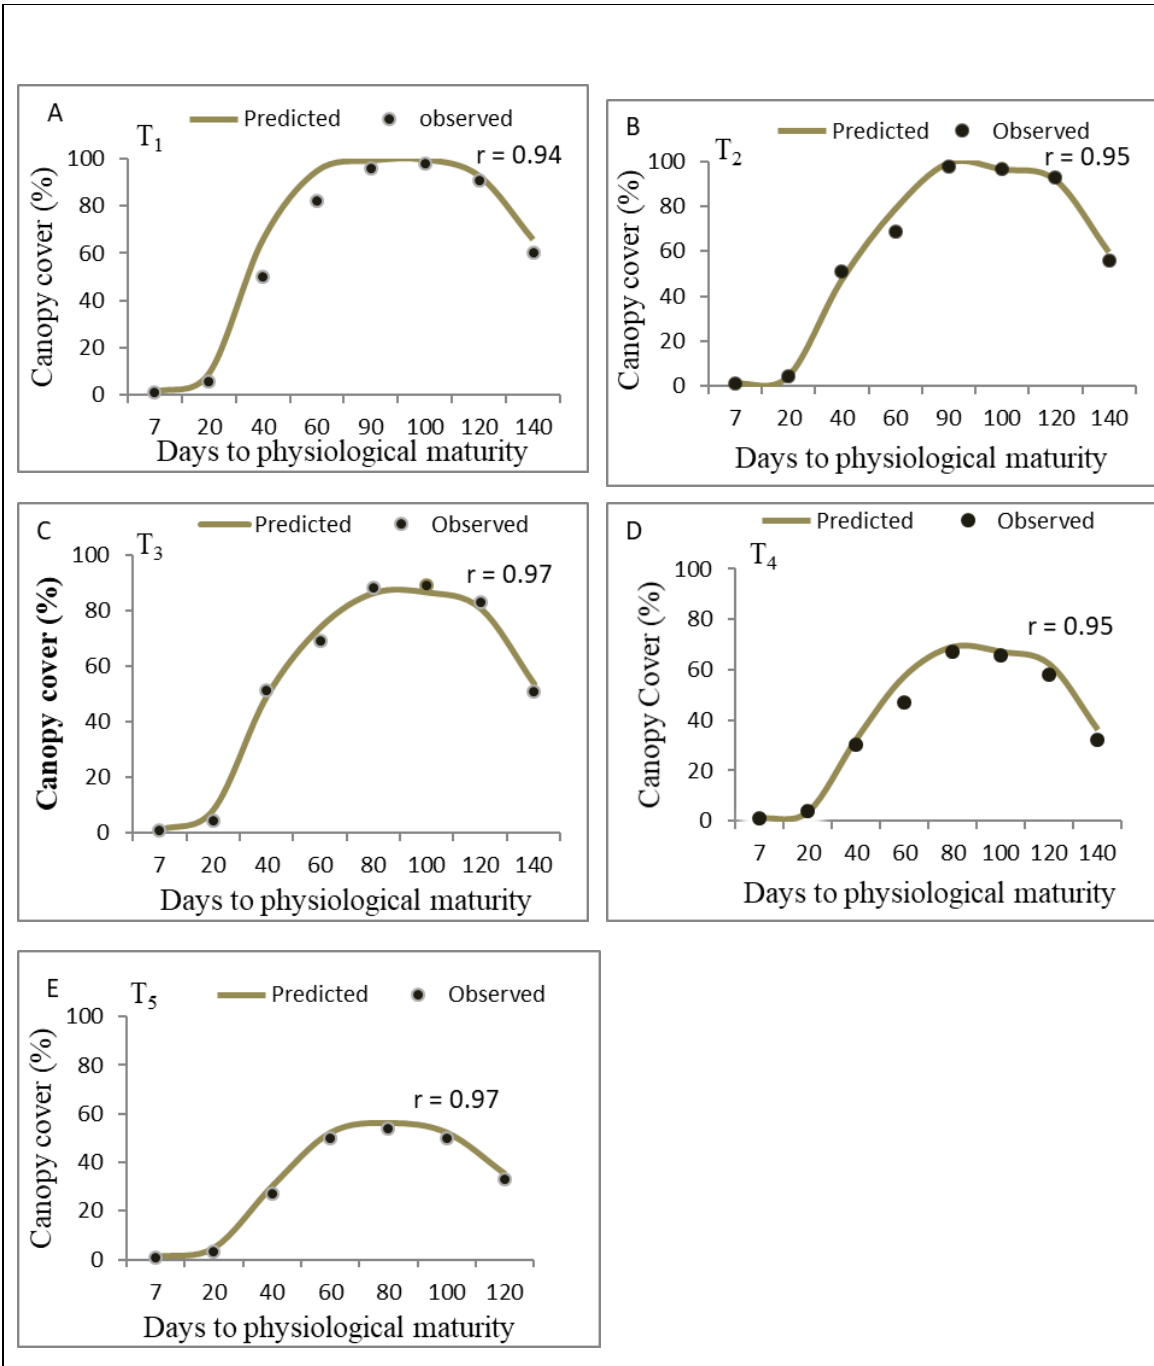 A
Predicted observed
T1
r = 0.94
Canopy cover (%)
100
80
60
40
20
0
7 20 40 60 90 100 120 140
Days to physiological maturity
B
Predicted Observed
T2
r = 0.95
Canopy cover (%)
100
80
60
40
20
0
7 20 40 60 90 100 120 140
Days to physiological maturity
C
Predicted Observed
T3
r = 0.97
Canopy cover (%)
100
80
60
40
20
0
7 20 40 60 80 100 120 140
Days to physiological maturity
D
Predicted Observed
T4
r = 0.95
Canopy Cover (%)
100
80
60
40
20
0
7 20 40 60 80 100 120 140
Days to physiological maturity
E
T5
Predicted Observed
r = 0.97
Canopy cover (%)
100
80
60
40
20
0
7 20 40 60 80 100 120
Days to physiological maturity